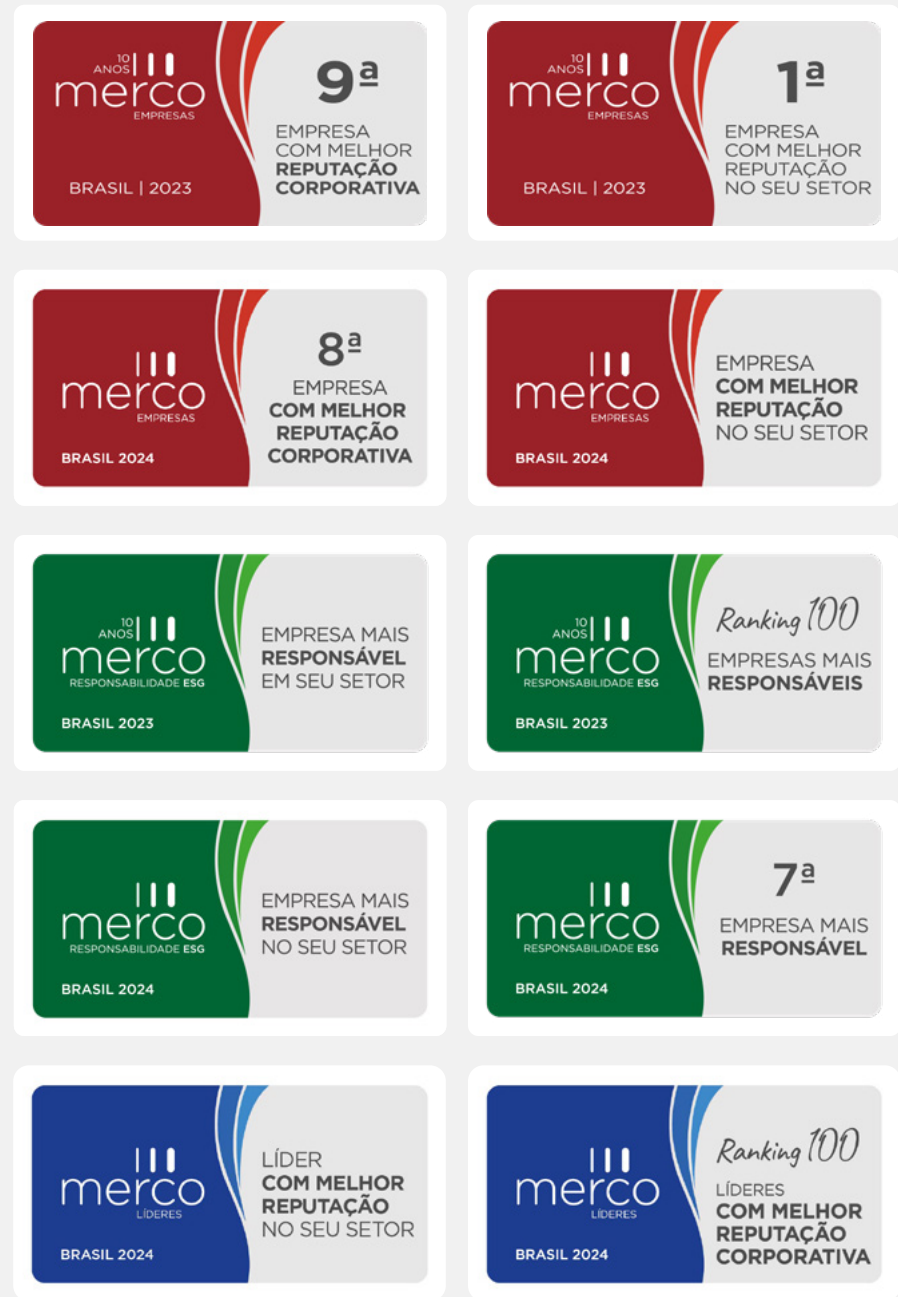 10
ANOS
merco
EMPRESAS
BRASIL | 2023
9ª
EMPRESA
COM MELHOR
REPUTAÇÃO
CORPORATIVA
10
ANOS
merco
EMPRESAS
BRASIL | 2023
1ª
EMPRESA
COM MELHOR
REPUTAÇÃO
NO SEU SETOR
merco
EMPRESAS
BRASIL 2024
8ª
EMPRESA
COM MELHOR
REPUTAÇÃO
CORPORATIVA
merco
EMPRESAS
BRASIL 2024
EMPRESA
COM MELHOR
REPUTAÇÃO
NO SEU SETOR
10
ANOS
merco
RESPONSABILIDADE ESG
BRASIL 2023
EMPRESA MAIS
RESPONSÁVEL
EM SEU SETOR
10
ANOS
merco
RESPONSABILIDADE ESG
BRASIL 2023
Ranking 100
EMPRESAS MAIS
RESPONSÁVEIS
merco
RESPONSABILIDADE ESG
BRASIL 2024
EMPRESA MAIS
RESPONSÁVEL
NO SEU SETOR
merco
RESPONSABILIDADE ESG
BRASIL 2024
7ª
EMPRESA MAIS
RESPONSÁVEL
merco
LÍDERES
BRASIL 2024
LÍDER
COM MELHOR
REPUTAÇÃO
NO SEU SETOR
merco
LÍDERES
BRASIL 2024
Ranking 100
LÍDERES
COM MELHOR
REPUTAÇÃO
CORPORATIVA